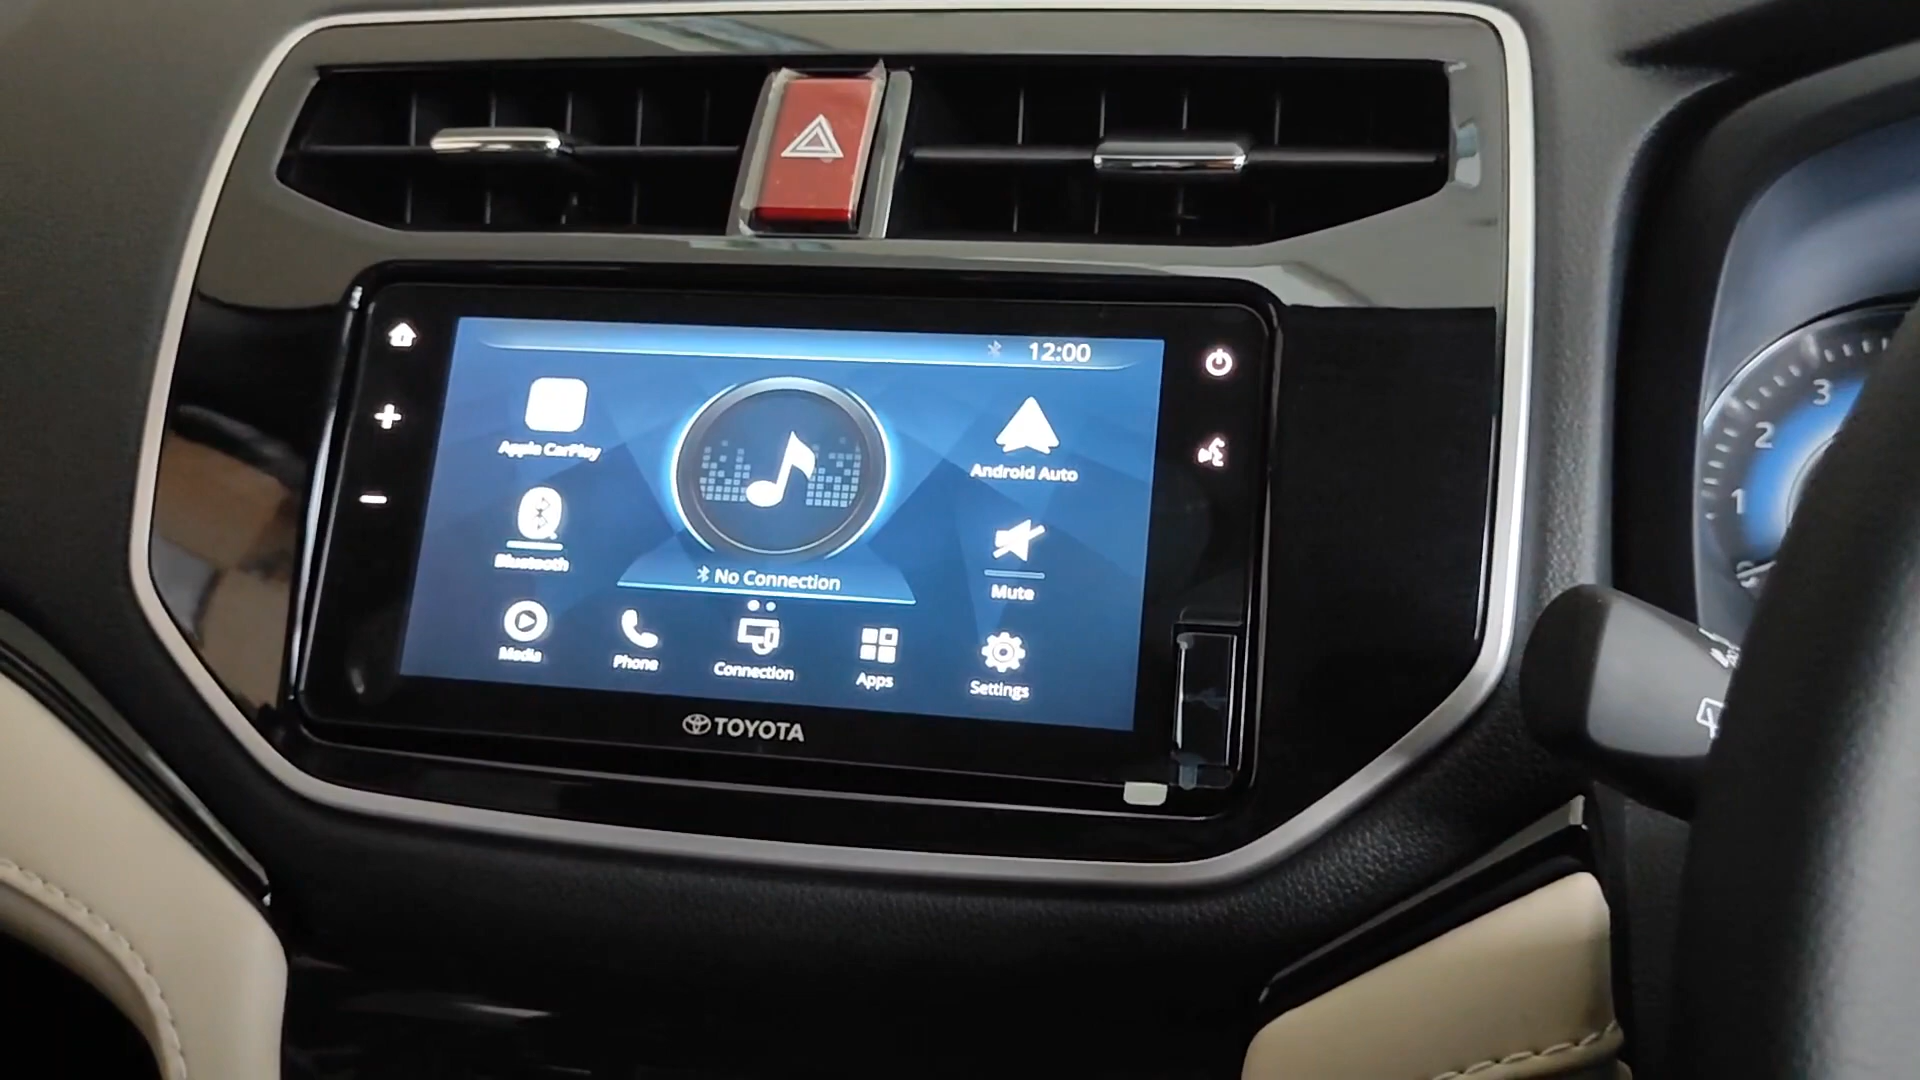 12:00
Apple CarPlay
Android Auto
Bluetooth
Mute
No Connection
Media
Phone
Connection
Apps
Settings
TOYOTA
3
2
1